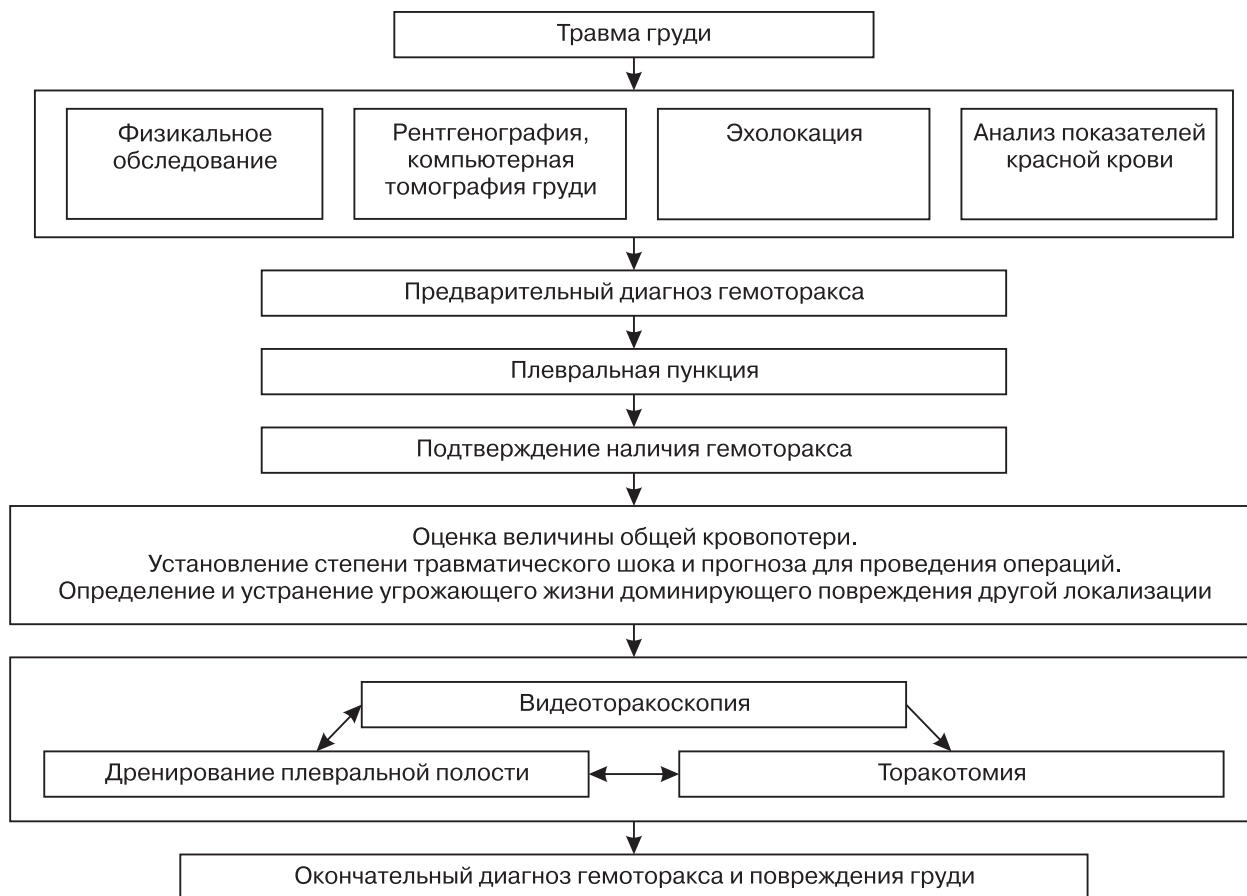 Травма груди
Физикальное
обследование
Рентгенография,
компьютерная
томография груди
Эхолокация
Анализ показателей
красной крови
Предварительный диагноз гемоторакса
Плевральная пункция
Подтверждение наличия гемоторакса
Оценка величины общей кровопотери.
Установление степени травматического шока и прогноза для проведения операций.
Определение и устранение угрожающего жизни доминирующего повреждения другой локализации
Видеоторакоскопия
Дренирование плевральной полости
Торакотомия
Окончательный диагноз гемоторакса и повреждения груди